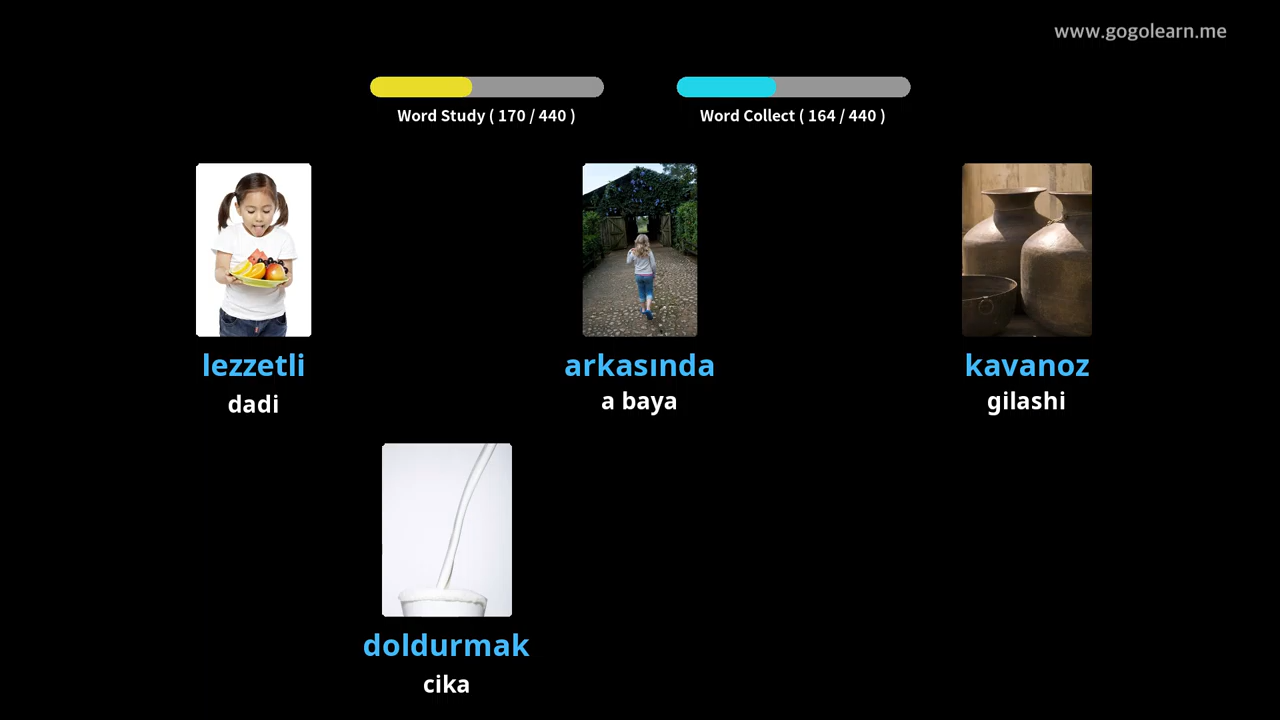 www.gogolearn.me
Word Study ( 170 / 440 )
Word Collect ( 164 / 440 )
lezzetli
dadi
arkasında
a baya
kavanoz
gilashi
doldurmak
cika